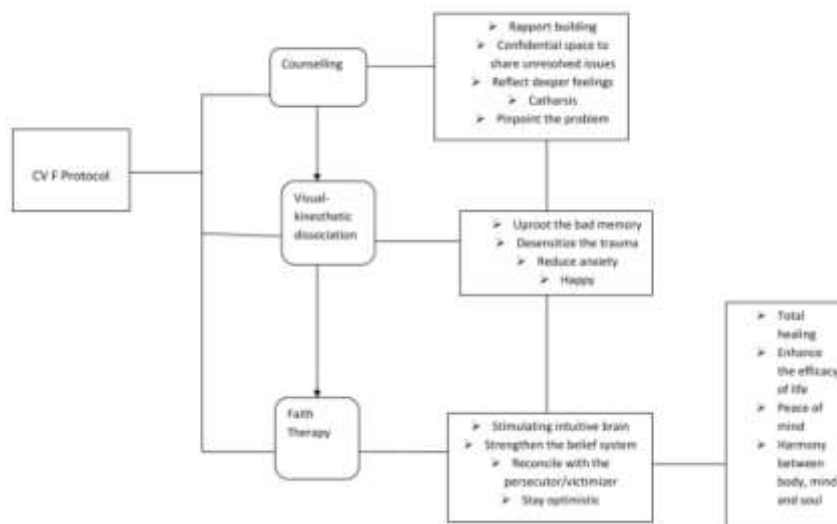 Counselling
➢ Rapport building
➢ Confidential space to
share unresolved issues
➢ Reflect deeper feelings
➢ Catharsis
➢ Pinpoint the problem
CV F Protocol
Visual-
kinesthetic
dissociation
➢ Uproot the bad memory
➢ Desensitize the trauma
➢ Reduce anxiety
➢ Happy
Faith
Therapy
➢ Stimulating intuitive brain
➢ Strengthen the belief system
➢ Reconcile with the
persecutor/victimizer
➢ Stay optimistic
➢ Total
healing
➢ Enhance
the efficacy
of life
➢ Peace of
mind
➢ Harmony
between
body, mind
and soul